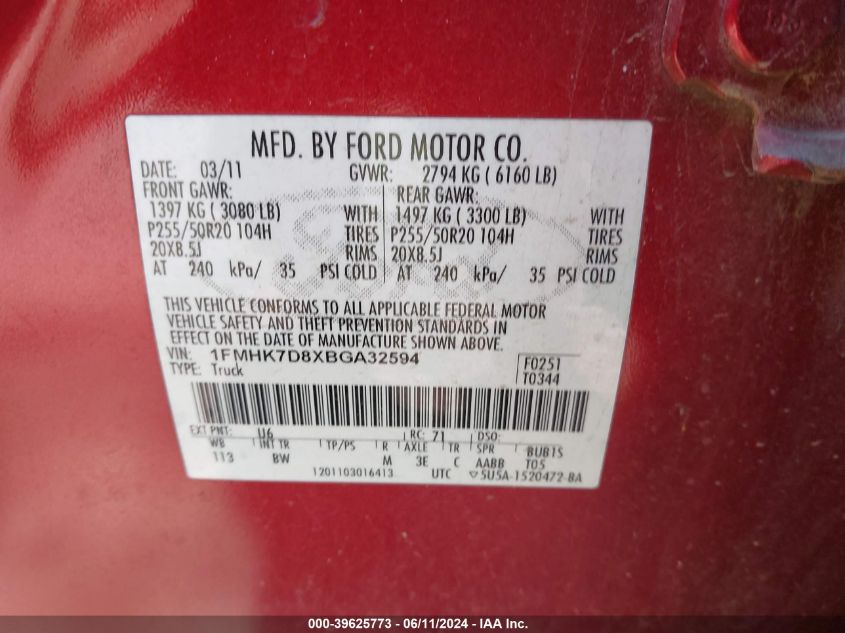 MFD. BY FORD MOTOR CO.
DATE: 03/11 GVWR: 2794 KG ( 6160 LB)
FRONT GAWR: REAR GAWR:
1397 KG ( 3080 LB) WITH 1497 KG ( 3300 LB) WITH
P255/50R20 104H TIRES P255/50R20 104H TIRES
20X8.5J RIMS 20X8.5J RIMS
AT 240 kPa/ 35 PSI COLD AT 240 kPa/ 35 PSI COLD
THIS VEHICLE CONFORMS TO ALL APPLICABLE FEDERAL MOTOR
VEHICLE SAFETY AND THEFT PREVENTION STANDARDS IN
EFFECT ON THE DATE OF MANUFACTURE SHOWN ABOVE.
VIN: 1FMHK7D8XBGA32594 F0251
TYPE: Truck T0344
EXT PNT: U6 RC: 71 DSO:
WB INT TR TP/PS R AXLE TR SPR BUB1S
113 BW M 3E C AABB T05
1201103016413 UTC 5U5A-1520472-BA
000-39625773 - 06/11/2024 - IAA Inc.